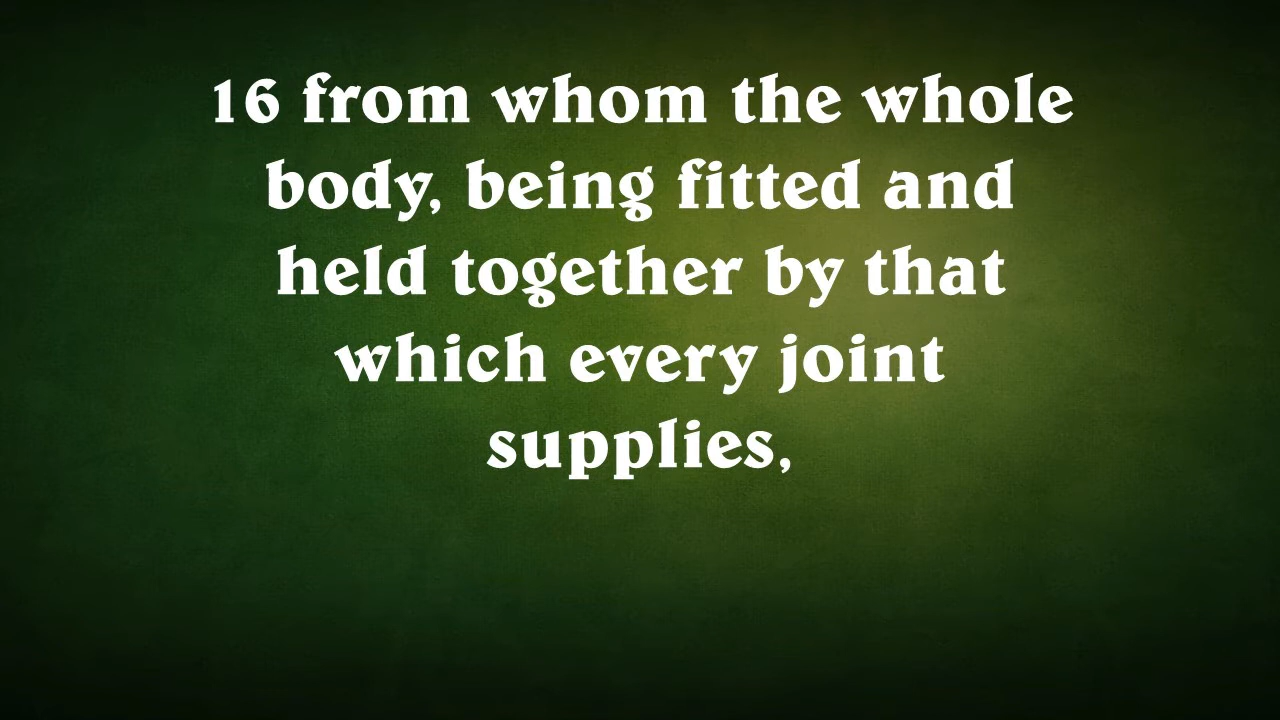 16 from whom the whole
body, being fitted and
held together by that
which every joint
supplies,